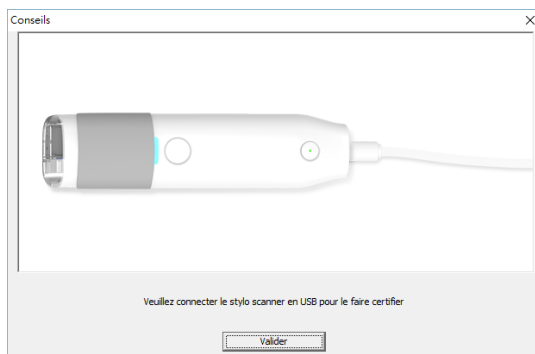 Conseils
Veuillez connecter le stylo scanner en USB pour le faire certifier
Valider